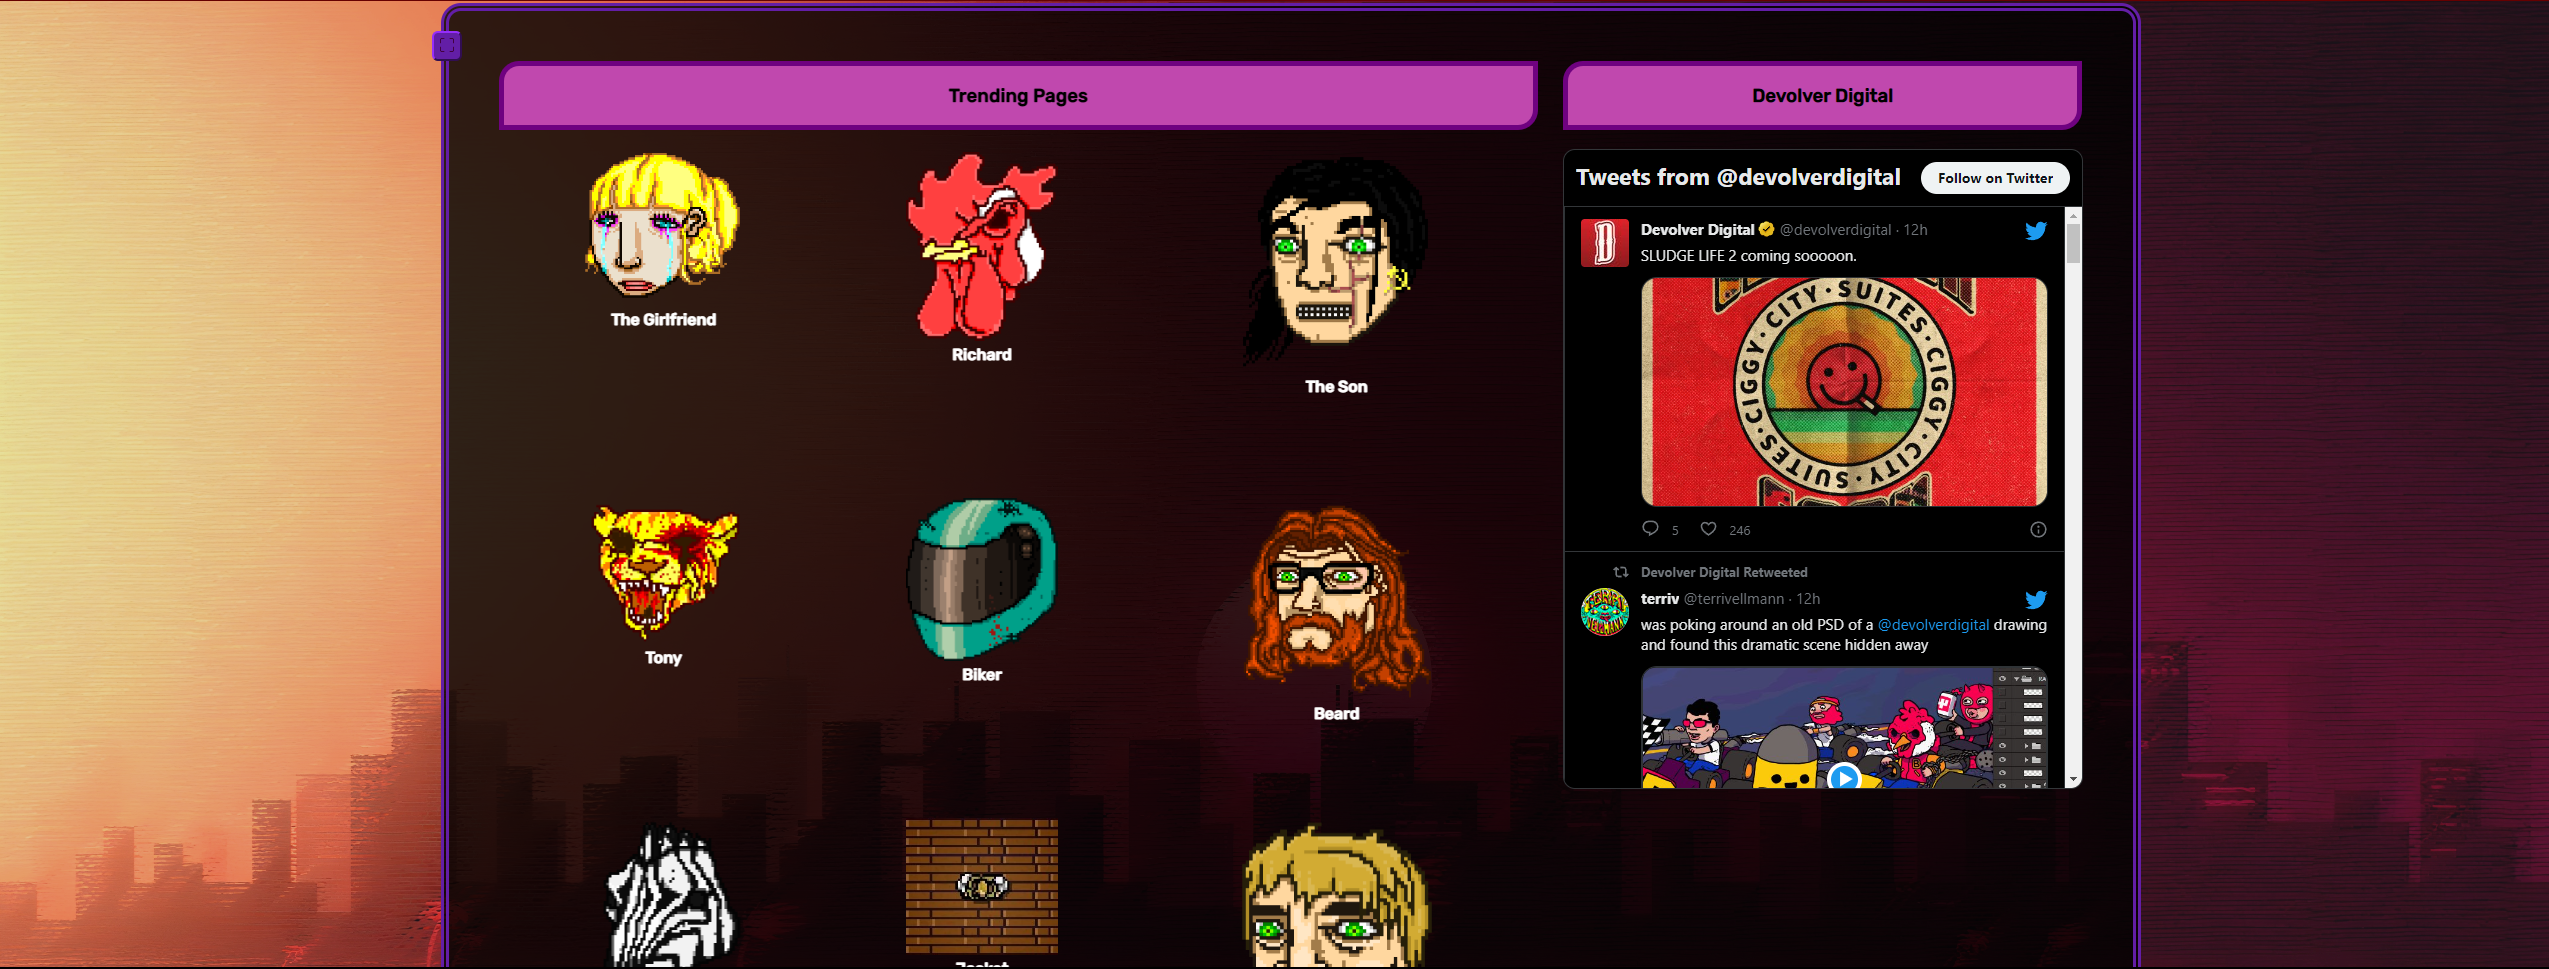 Trending Pages
The Girlfriend
Richard
The Son
Tony
Biker
Beard
Jacket
Devolver Digital
Tweets from @devolverdigital
Follow on Twitter
D
Devolver Digital @devolverdigital · 12h
SLUDGE LIFE 2 coming sooooon.
CIGGY · CITY · SUITES · CIGGY · CITY · SUITES ·
5 246
Devolver Digital Retweeted
terriv @terrivellmann · 12h
was poking around an old PSD of a @devolverdigital drawing
and found this dramatic scene hidden away